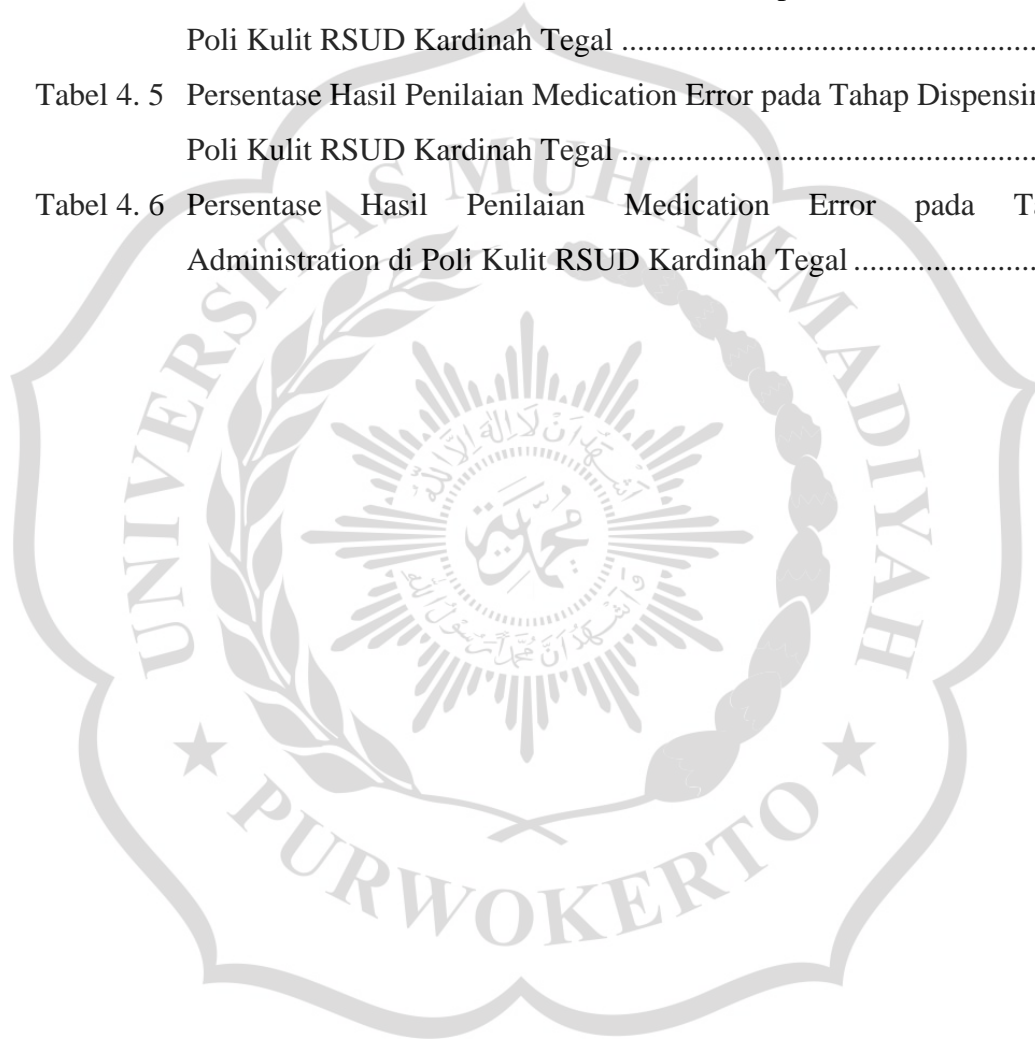 Poli Kulit RSUD Kardinah Tegal ....................................................
Tabel 4. 5 Persentase Hasil Penilaian Medication Error pada Tahap
Poli Kulit RSUD Kardinah Tegal ....................................................
Tabel 4. 6 Persentase Hasil Penilaian Medication Error pada
Administration di Poli Kulit RSUD Kardinah Tegal .......................
UNIVERSITAS MUHAMMADIYAH
PURWOKERTO